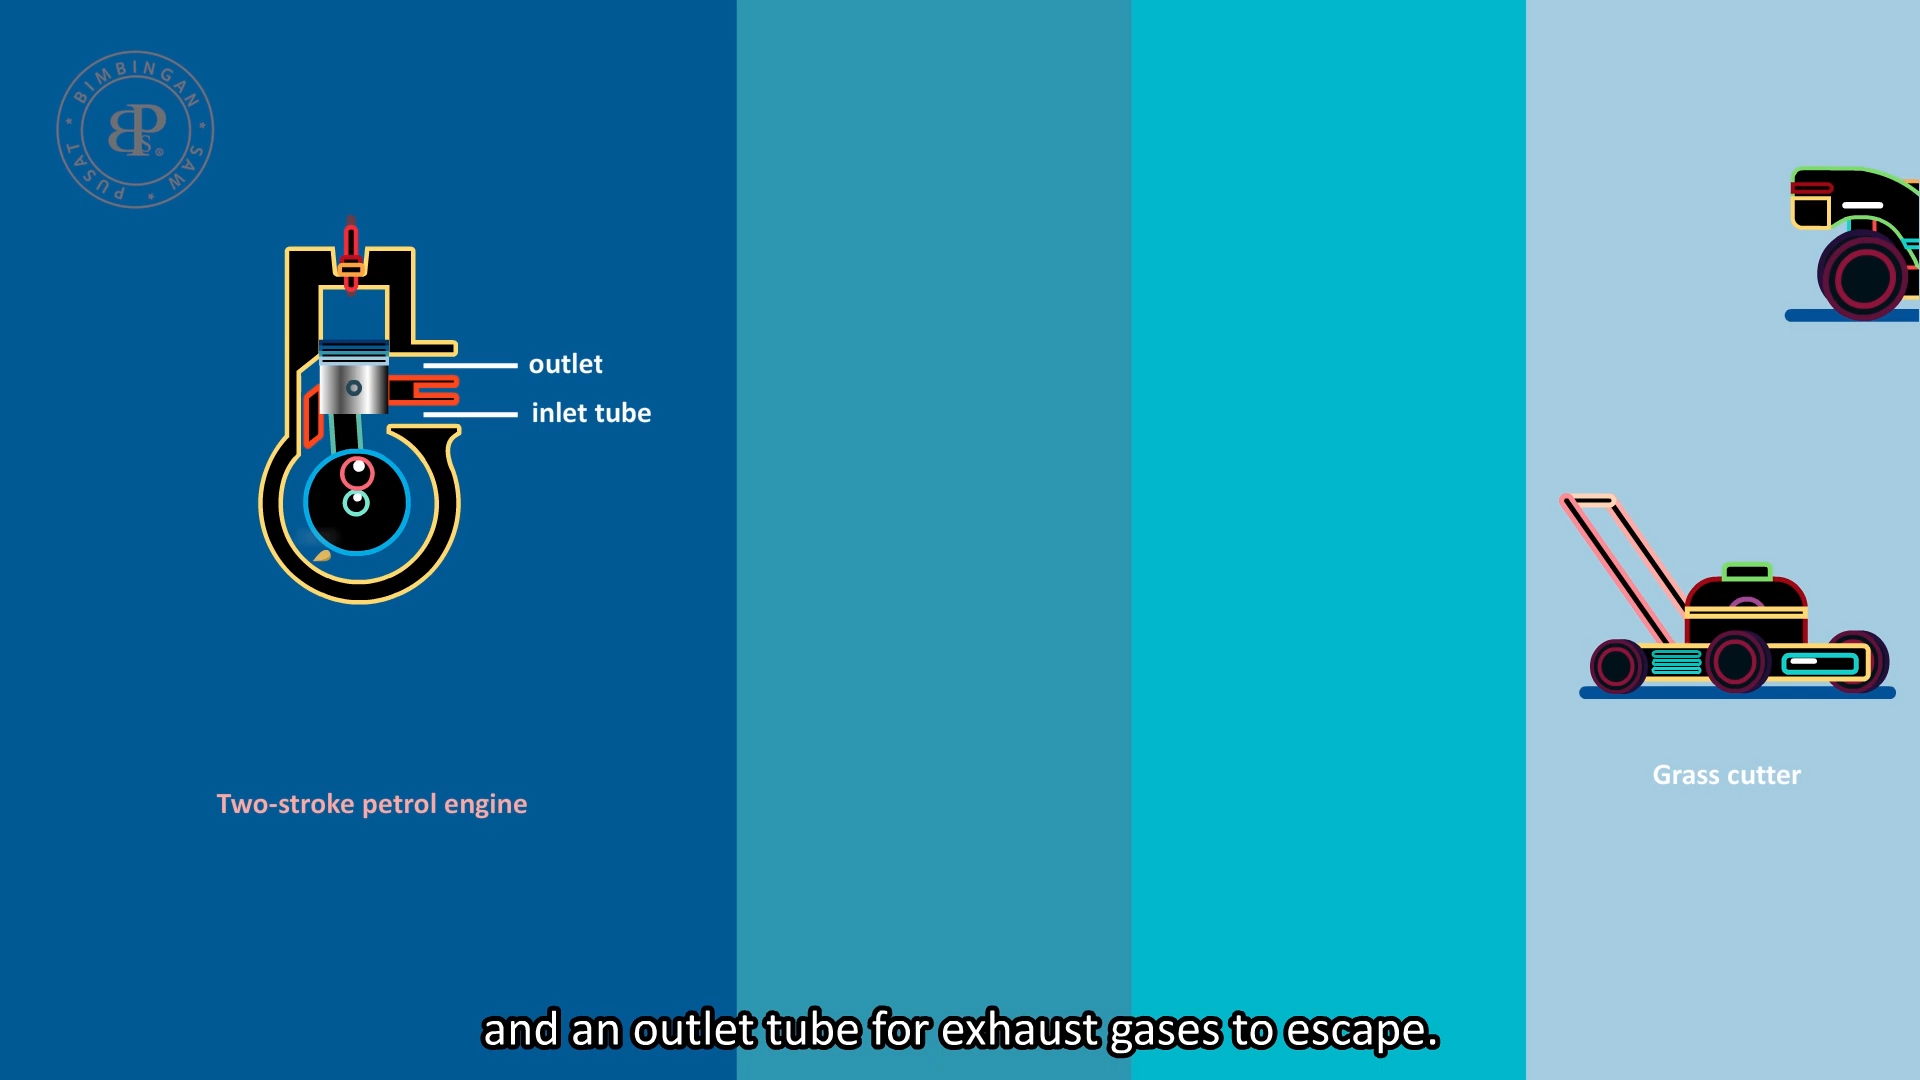 PUSAT * BIMBINGAN * SAW *
BPS®
outlet
inlet tube
Grass cutter
Two-stroke petrol engine
and an outlet tube for exhaust gases to escape.